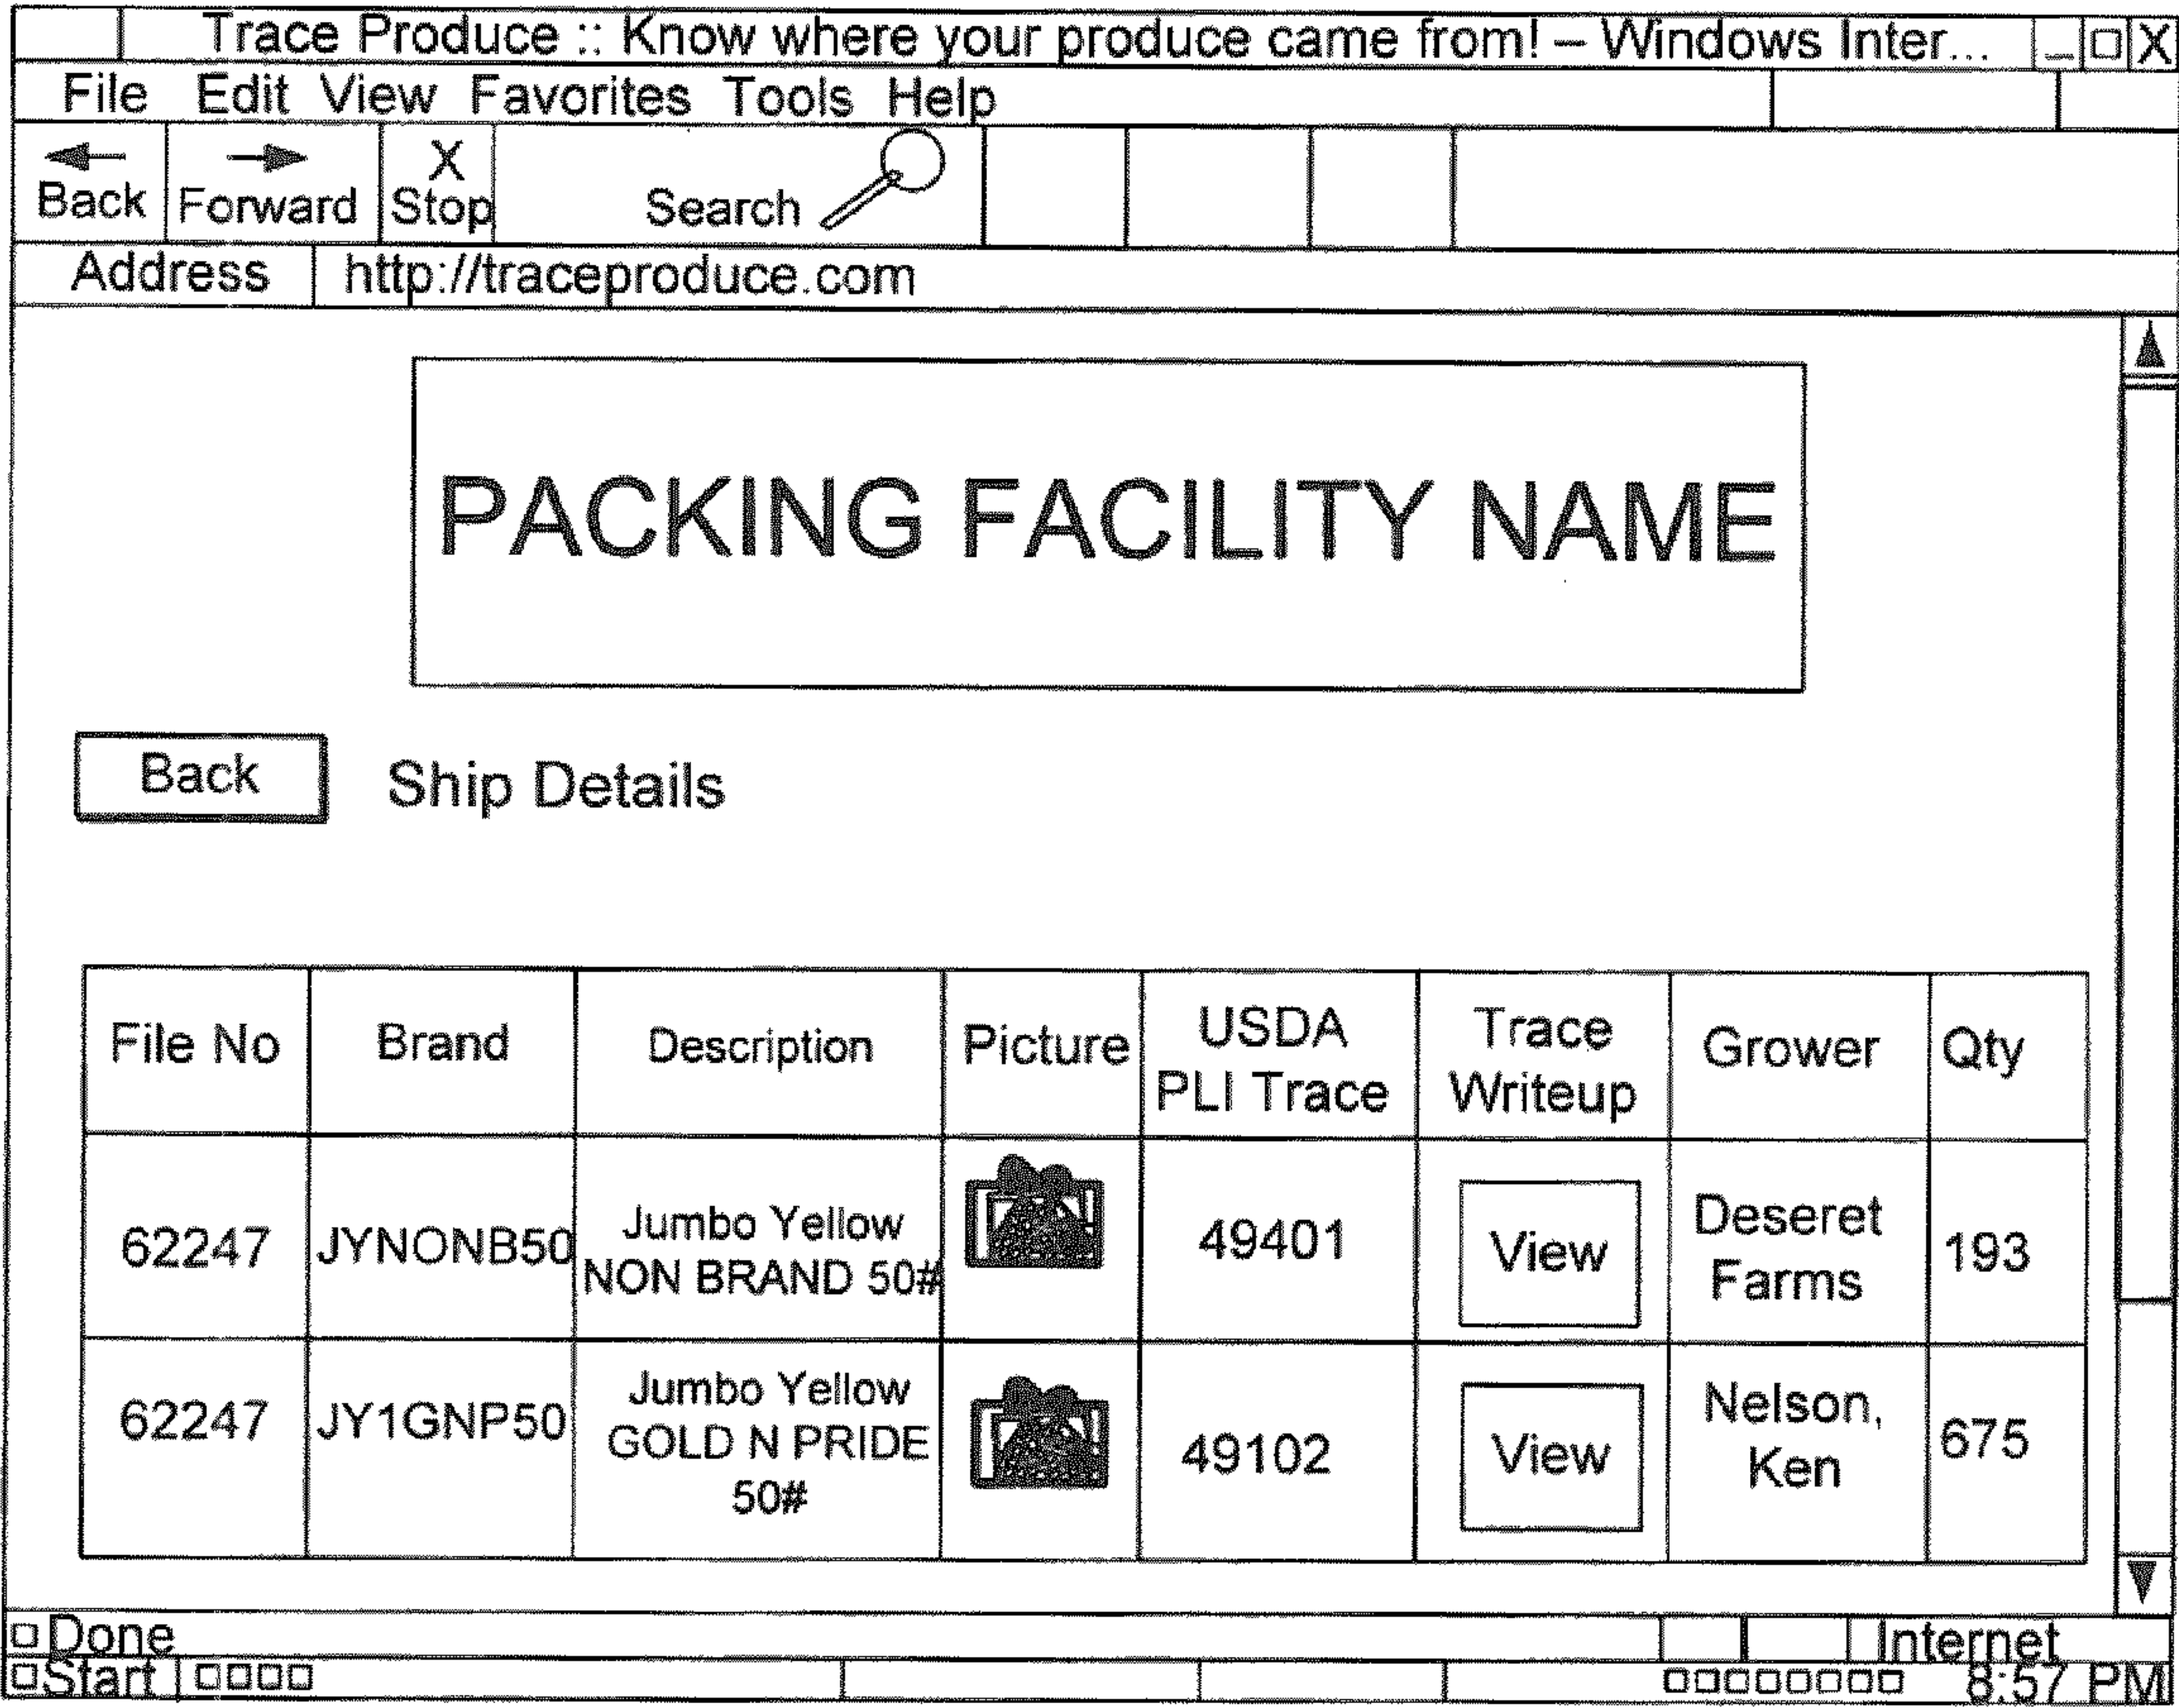 Trace Produce :: Know where your produce came from! – Windows Inter... _ □ X
File Edit View Favorites Tools Help
Back Forward X Stop Search
Address http://traceproduce.com
PACKING FACILITY NAME
Back Ship Details
File No Brand Description Picture USDA PLI Trace Trace Writeup Grower Qty
62247 JYNONB50 Jumbo Yellow NON BRAND 50# 49401 View Deseret Farms 193
62247 JY1GNP50 Jumbo Yellow GOLD N PRIDE 50# 49102 View Nelson, Ken 675
Done Internet
Start 8:57 PM